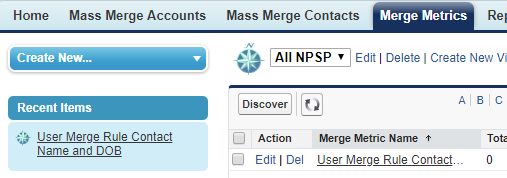 Home Mass Merge Accounts Mass Merge Contacts Merge Metrics Rep
Create New...
All NPSP Edit | Delete | Create New Vi
Recent Items
User Merge Rule Contact Name and DOB
Discover
A | B | C
Action Merge Metric Name ↑ Tota
Edit | Del User Merge Rule Contact... 0